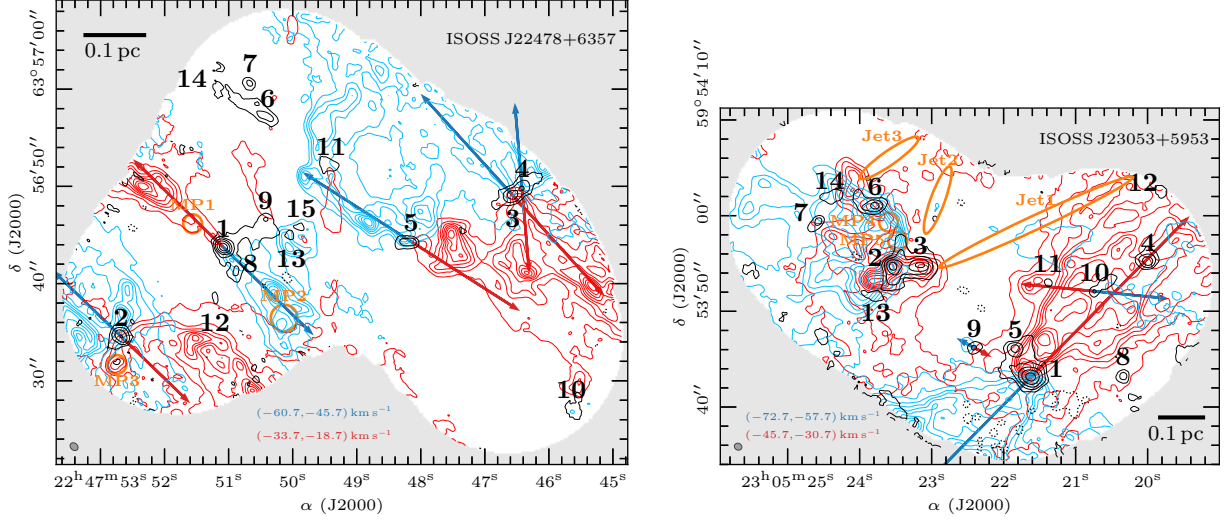 ISOSS J22478+6357
0.1 pc
63°57′00″
56′50″
40″
30″
δ (J2000)
14
7
6
11
4
3
MP1
9
15
1
5
8
13
MP2
2
12
MP3
10
(−60.7, −45.7) km s⁻¹
(−33.7, −18.7) km s⁻¹
22ʰ47ᵐ53ˢ
52ˢ
51ˢ
50ˢ
49ˢ
48ˢ
47ˢ
46ˢ
45ˢ
α (J2000)
ISOSS J23053+5953
59°54′10″
00″
53′50″
40″
δ (J2000)
Jet3
Jet2
Jet1
14
6
12
7
MP5
2
3
4
11
10
13
9
5
1
8
(−72.7, −57.7) km s⁻¹
(−45.7, −30.7) km s⁻¹
0.1 pc
23ʰ05ᵐ25ˢ
24ˢ
23ˢ
22ˢ
21ˢ
20ˢ
α (J2000)